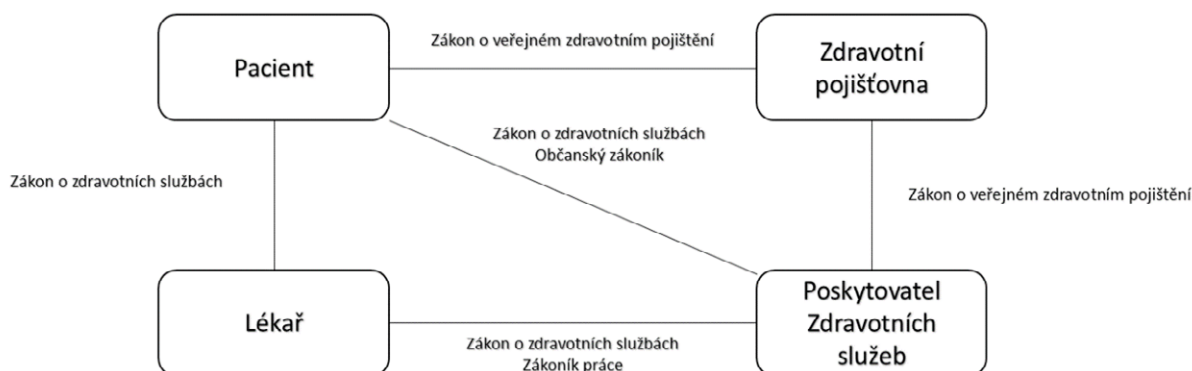 Zákon o veřejném zdravotním pojištění
Pacient
Zdravotní
pojišťovna
Zákon o zdravotních službách
Občanský zákoník
Zákon o zdravotních službách
Zákon o veřejném zdravotním pojištění
Lékař
Poskytovatel
Zdravotních
služeb
Zákon o zdravotních službách
Zákoník práce